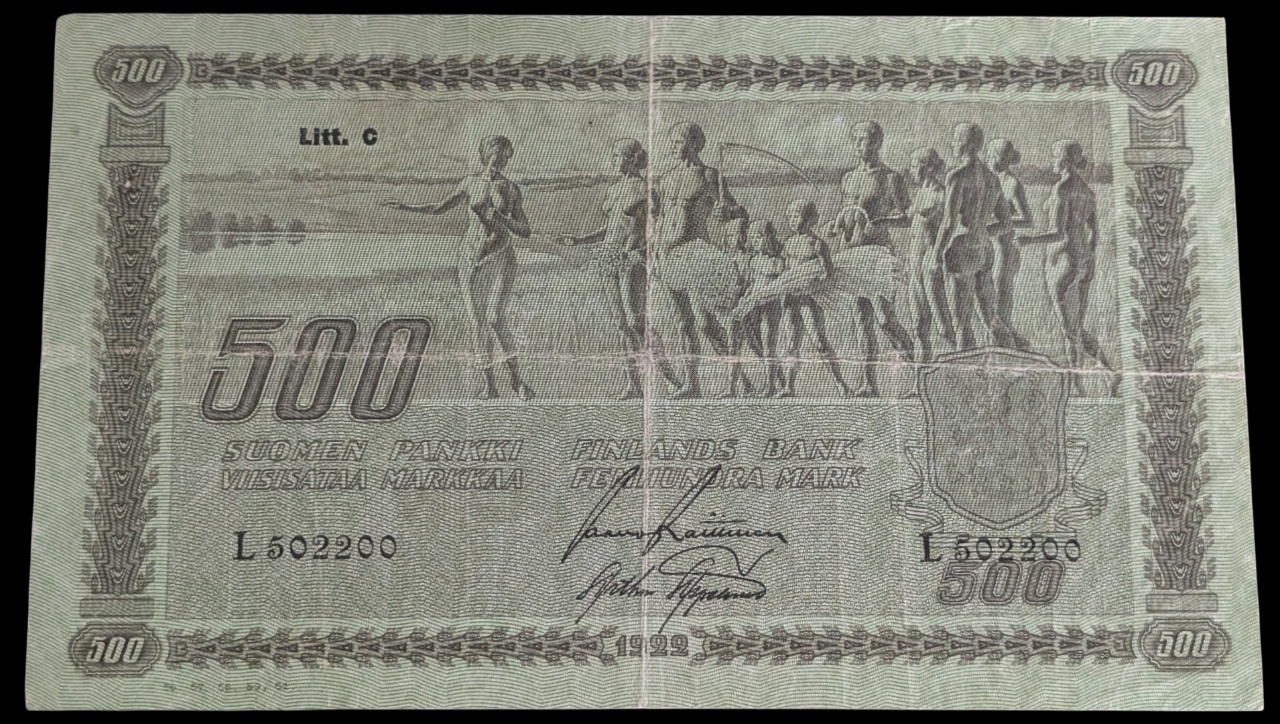 500 500
Litt. C
500
SUOMEN PANKKI FINLANDS BANK
VIISISATAA MARKKAA FEMHUNDRA MARK
L 502200 L 502200
500
500 1922 500